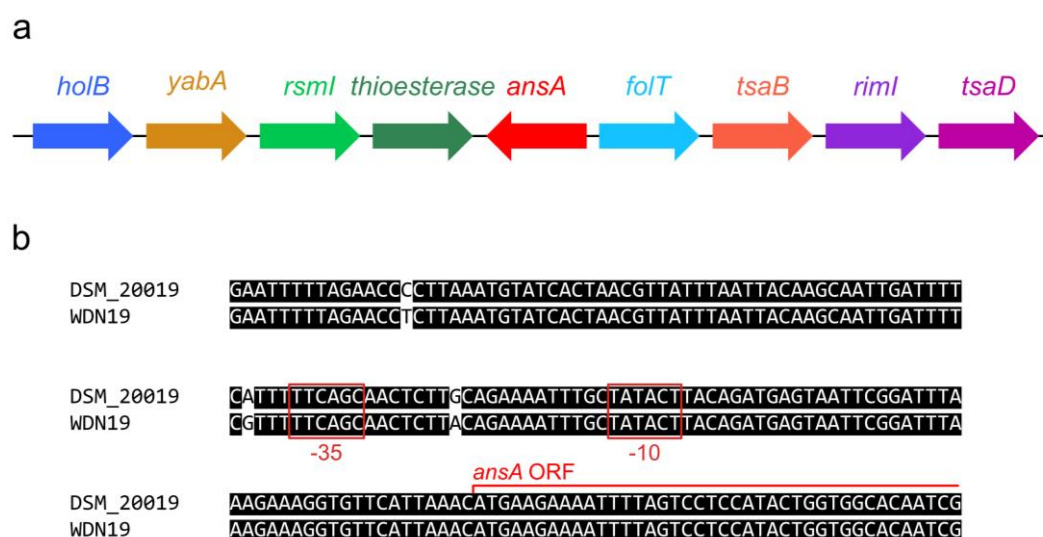 a
holB yabA rsmI thioesterase ansA folT tsaB rimI tsaD
b
DSM_20019 GAATTTTTAGAACCCCTTAAATGTATCACTAACGTTATTTAATTACAAGCAATTGATTTT
WDN19 GAATTTTTAGAACCTCTTAAATGTATCACTAACGTTATTTAATTACAAGCAATTGATTTT
DSM_20019 CATTTTTCAGCAACTCTTGCAGAAAATTTGCTATACTTACAGATGAGTAATTCGGATTTA
WDN19 CGTTTTTCAGCAACTCTTACAGAAAATTTGCTATACTTACAGATGAGTAATTCGGATTTA
-35 -10
ansA ORF
DSM_20019 AAGAAAGGTGTTCATTAAACATGAAGAAAATTTTAGTCCTCCATACTGGTGGCACAATCG
WDN19 AAGAAAGGTGTTCATTAAACATGAAGAAAATTTTAGTCCTCCATACTGGTGGCACAATCG